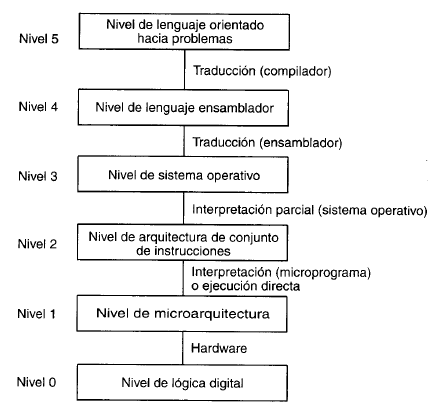 Nivel 5
Nivel de lenguaje orientado
hacia problemas
Traducción (compilador)
Nivel 4
Nivel de lenguaje ensamblador
Traducción (ensamblador)
Nivel 3
Nivel de sistema operativo
Interpretación parcial (sistema operativo)
Nivel 2
Nivel de arquitectura de conjunto
de instrucciones
Interpretación (microprograma)
o ejecución directa
Nivel 1
Nivel de microarquitectura
Hardware
Nivel 0
Nivel de lógica digital